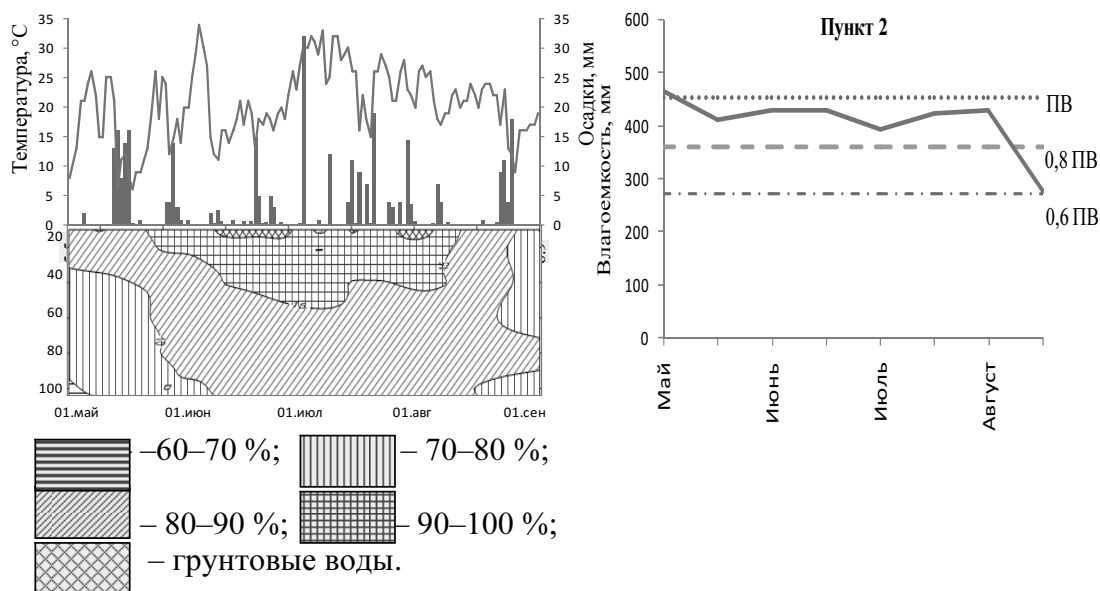 Температура, °C
35
30
25
20
15
10
5
0
35
30
25
20
15
10
5
0
Осадки, мм
20
40
60
80
100
01.май 01.июн 01.июл 01.авг 01.сен
–60–70 %; – 70–80 %;
– 80–90 %; – 90–100 %;
– грунтовые воды.
Пункт 2
Влагоемкость, мм
600
500
400
300
200
100
0
ПВ
0,8 ПВ
0,6 ПВ
Май
Июнь
Июль
Август